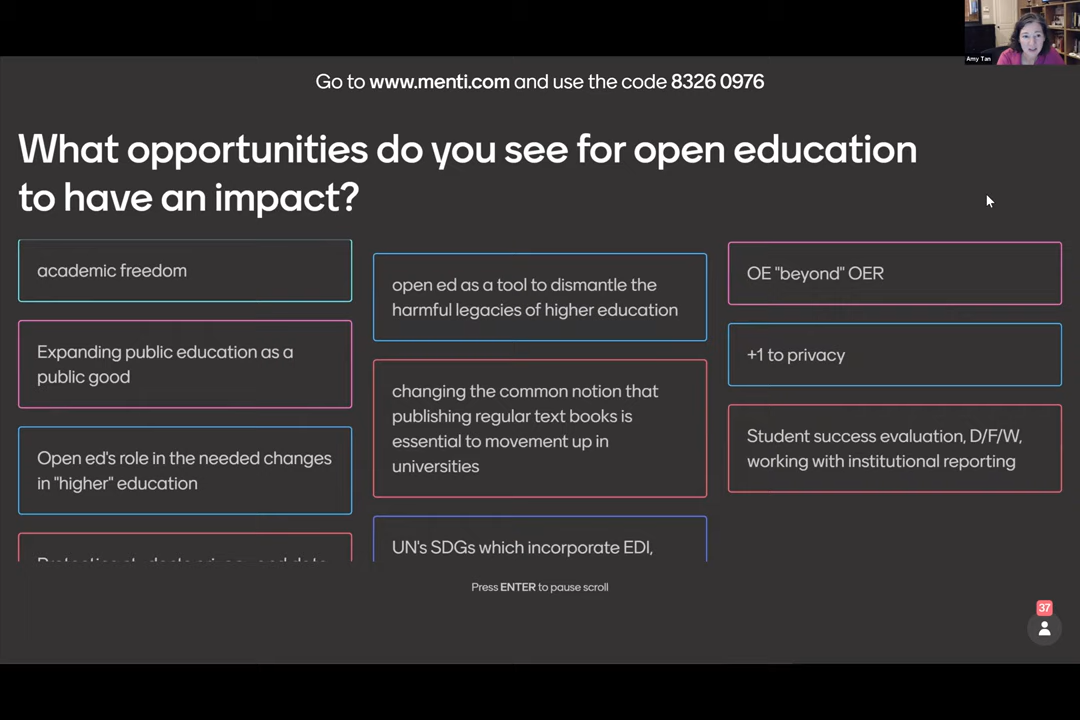 Amy Tan
Go to www.menti.com and use the code 8326 0976
What opportunities do you see for open education
to have an impact?
academic freedom
Expanding public education as a
public good
Open ed's role in the needed changes
in "higher" education
open ed as a tool to dismantle the
harmful legacies of higher education
changing the common notion that
publishing regular text books is
essential to movement up in
universities
UN's SDGs which incorporate EDI,
OE "beyond" OER
+1 to privacy
Student success evaluation, D/F/W,
working with institutional reporting
Press ENTER to pause scroll
37